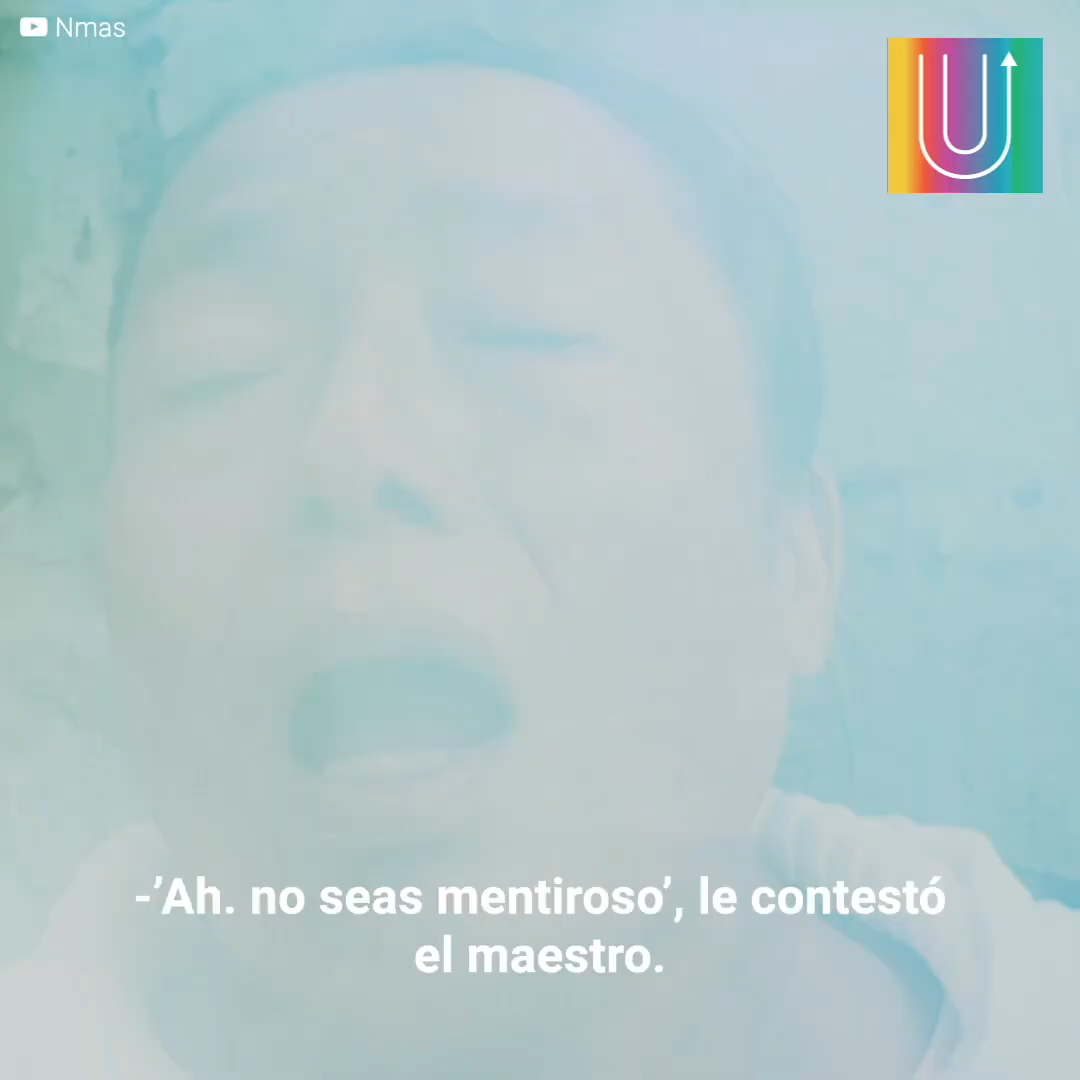 Nmas
U
-’Ah. no seas mentiroso’, le contestó
el maestro.